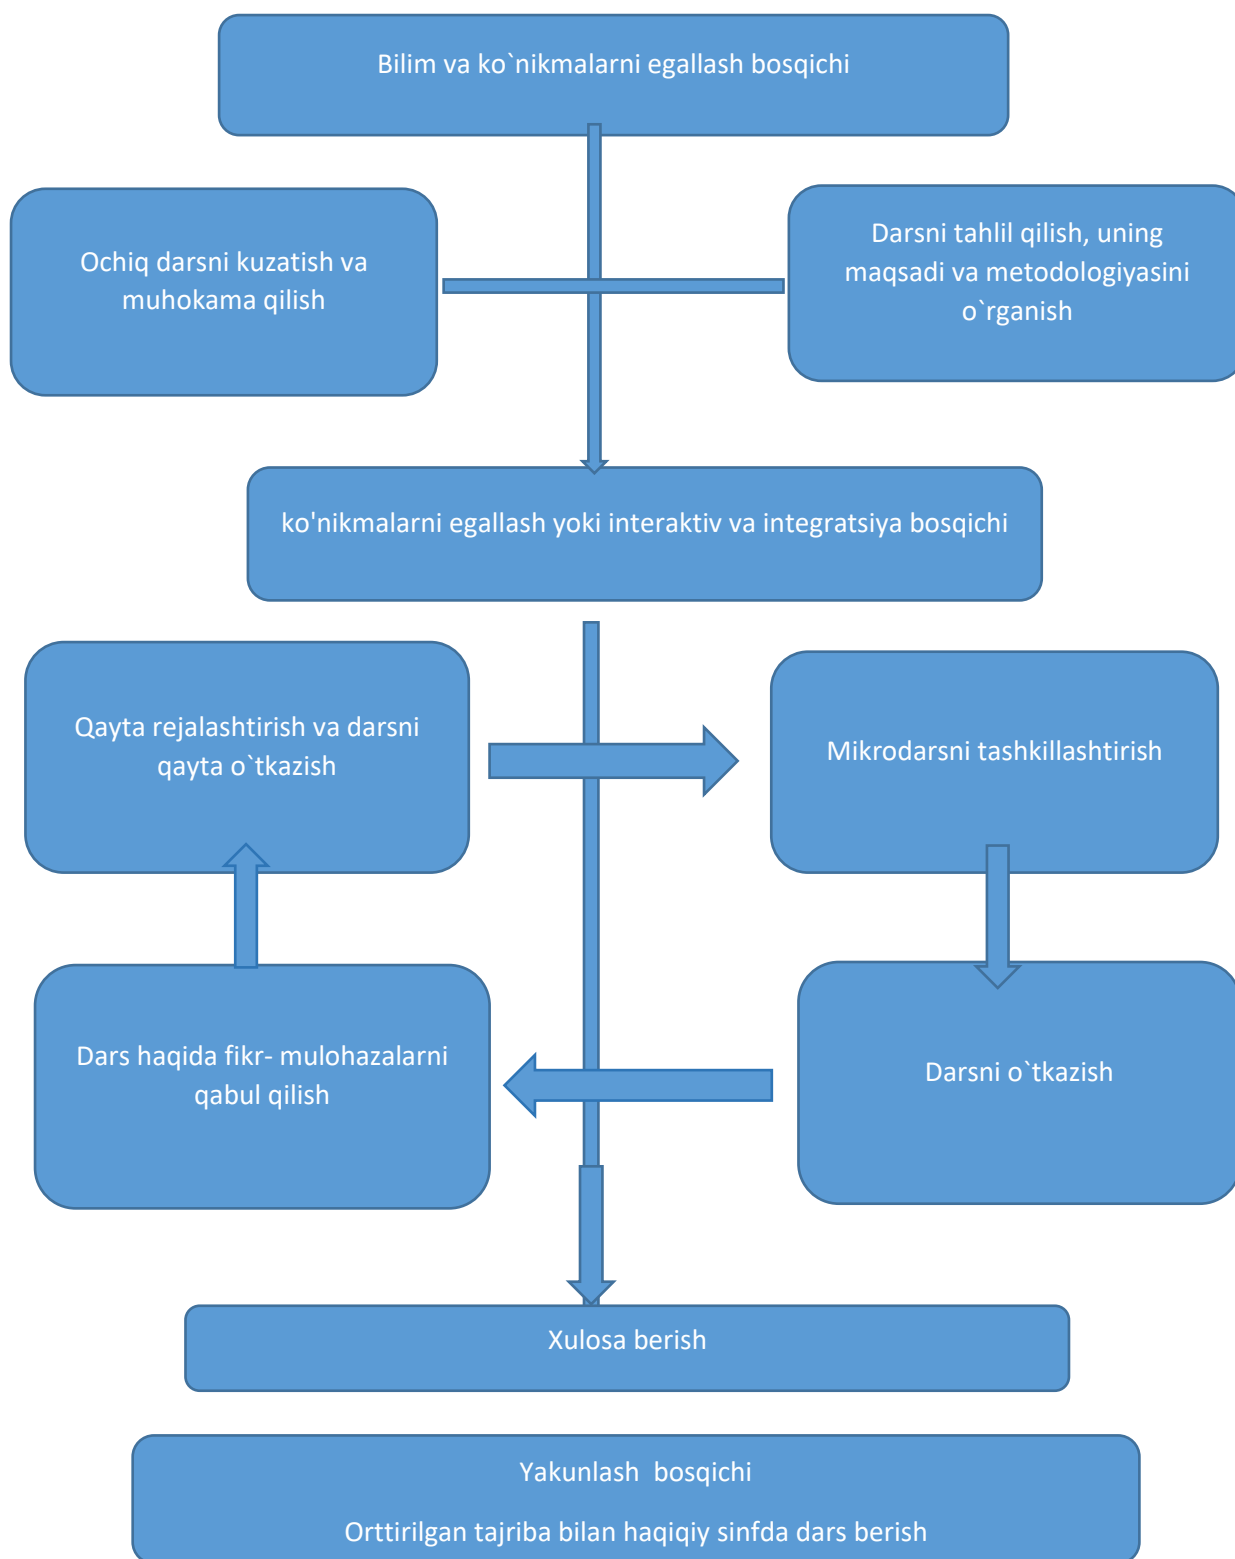 Bilim va ko`nikmalarni egallash bosqichi
Ochiq darsni kuzatish va
muhokama qilish
Darsni tahlil qilish, uning
maqsadi va metodologiyasini
o`rganish
ko'nikmalarni egallash yoki interaktiv va integratsiya bosqichi
Qayta rejalashtirish va darsni
qayta o`tkazish
Mikrodarsni tashkillashtirish
Dars haqida fikr- mulohazalarni
qabul qilish
Darsni o`tkazish
Xulosa berish
Yakunlash bosqichi
Orttirilgan tajriba bilan haqiqiy sinfda dars berish